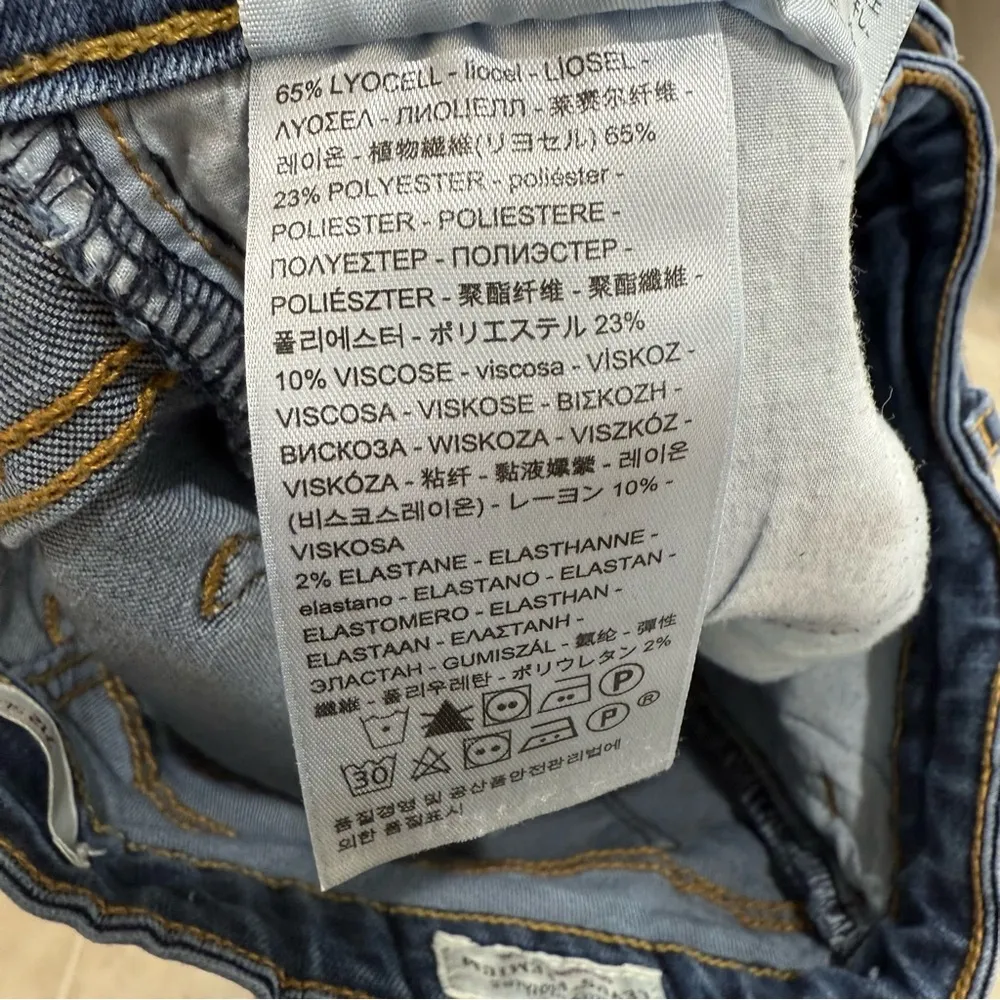 65% LYOCELL - liocel - LİOSEL -
ΛΥΟΣΕΛ - ЛИОЦЕЛЛ - 莱赛尔纤维 -
레이온 - 植物繊維(リヨセル) 65%
23% POLYESTER - poliéster -
POLIESTER - POLIESTERE -
ΠΟΛΥΕΣΤΕΡ - ПОЛИЭСТЕР -
POLIÉSZTER - 聚酯纤维 - 聚酯纖維 -
폴리에스터 - ポリエステル 23%
10% VISCOSE - viscosa - VİSKOZ -
VISCOSA - VISKOSE - ΒΙΣΚΟΖΗ -
ВИСКОЗА - WISKOZA - VISZKÓZ -
VISKÓZA - 粘纤 - 黏液嫘縈 - 레이온
(비스코스레이온) - レーヨン 10% -
VISKOSA
2% ELASTANE - ELASTHANNE -
elastano - ELASTANO - ELASTAN -
ELASTOMERO - ELASTHAN -
ELASTAAN - ΕΛΑΣΤΑΝΗ -
ЭЛАСТАН - GUMISZÁL - 氨纶 - 彈性
纖維 - 폴리우레탄 - ポリウレタン 2%
P
30 P ®
품질경영 및 공산품안전관리법에
의한 품질표시